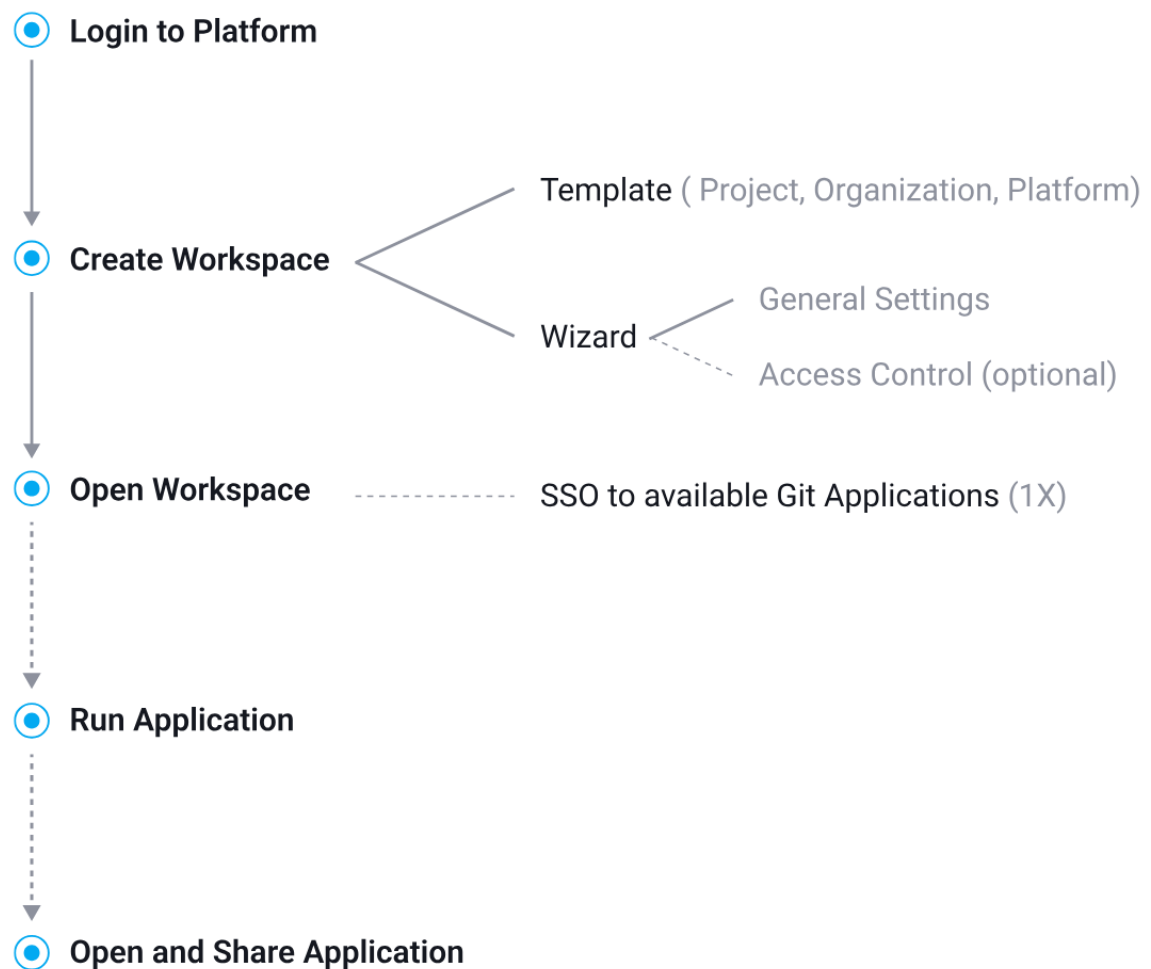 Login to Platform
Template ( Project, Organization, Platform)
Create Workspace
General Settings
Wizard
Access Control (optional)
Open Workspace
SSO to available Git Applications (1X)
Run Application
Open and Share Application